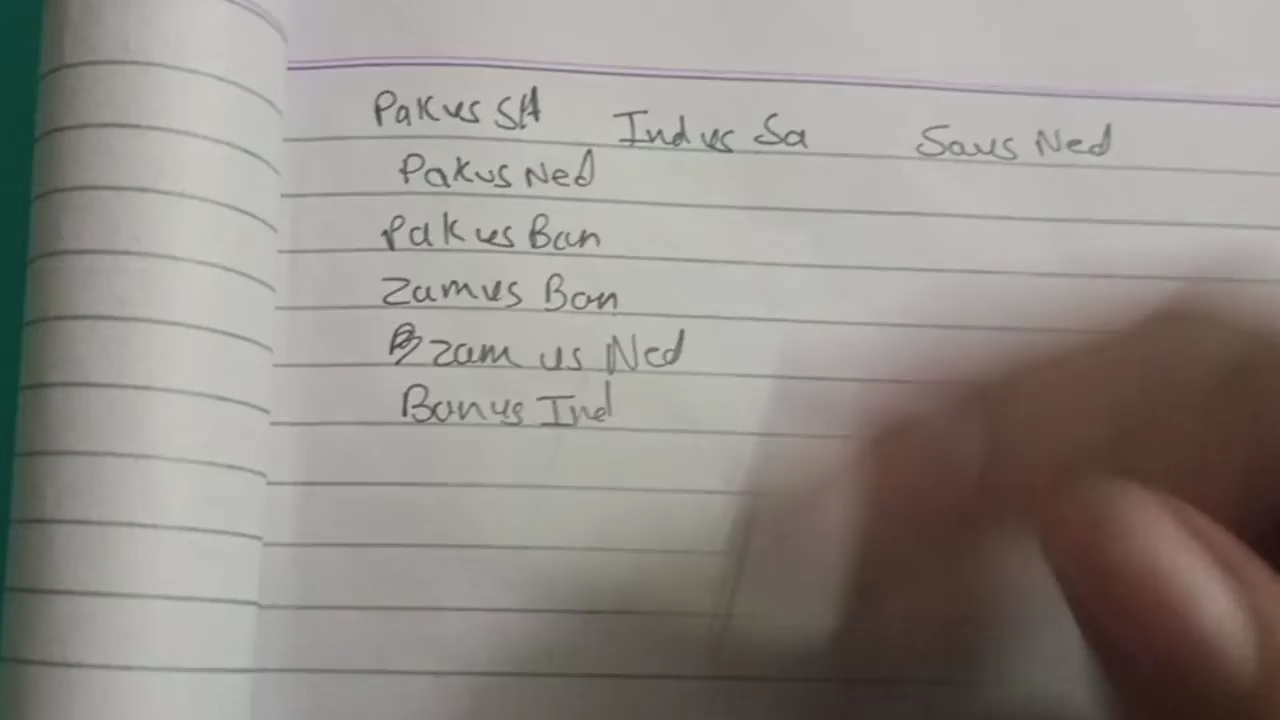 Pak vs SA Ind vs Sa Sa vs Ned
Pak vs Ned
Pak vs Ban
Zam vs Ban
Zam vs Ned
Ban vs Ind